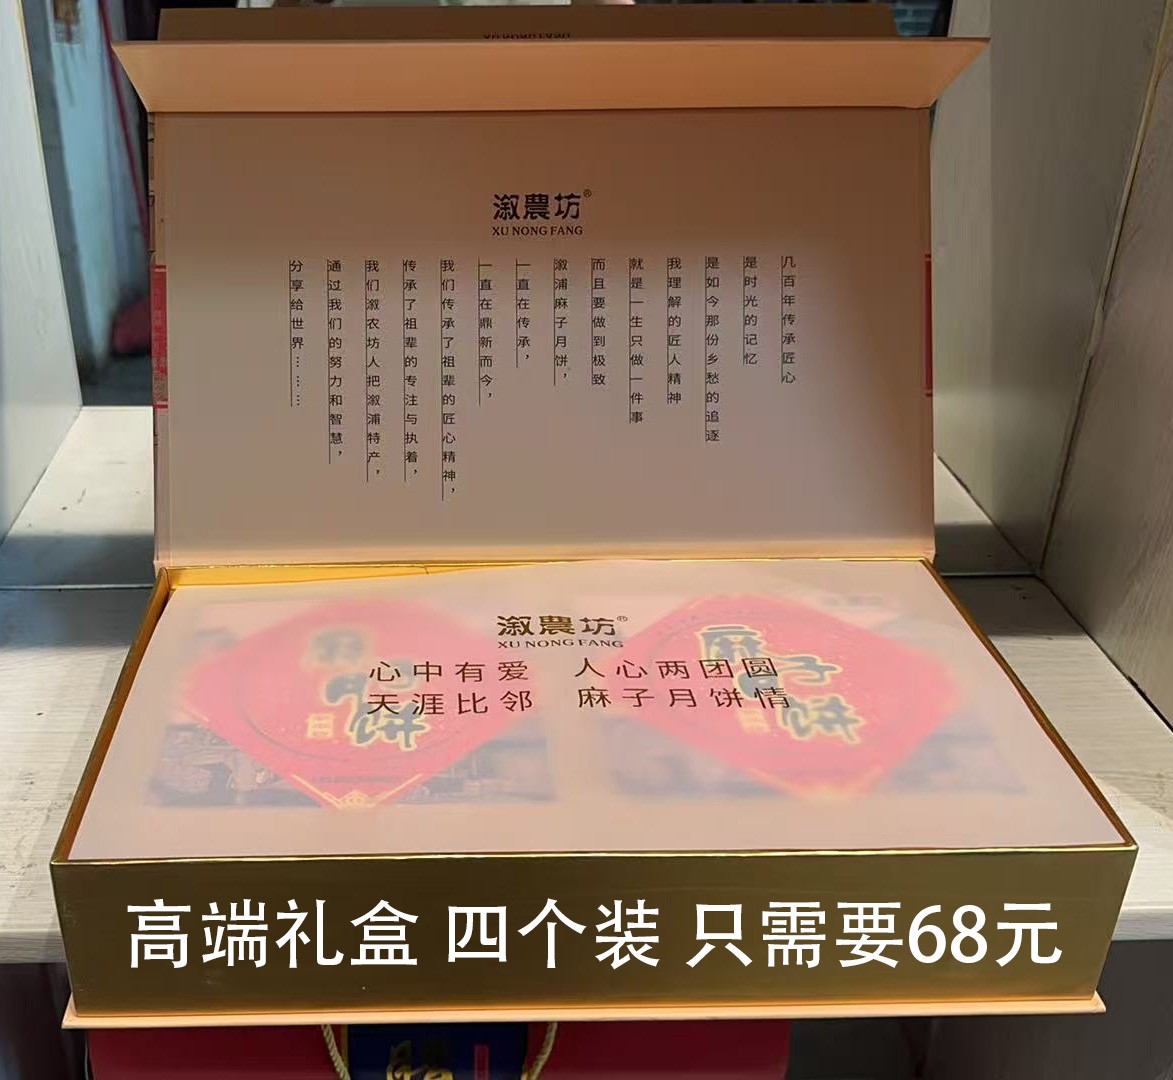 溆農坊®
XU NONG FANG
几百年传承匠心
是时光的记忆
是如今那份乡愁的追逐
我理解的匠人精神
就是一生只做一件事
而且要做到极致
溆浦麻子月饼，
一直在传承，
一直在鼎新而今，
我们传承了祖辈的匠心精神，
传承了祖辈的专注与执着，
我们溆农坊人把溆浦特产，
通过我们的努力和智慧，
分享给世界………
溆農坊®
XU NONG FANG
心中有爱 人心两团圆
天涯比邻 麻子月饼情
麻子月饼
麻子月饼
高端礼盒 四个装 只需要68元